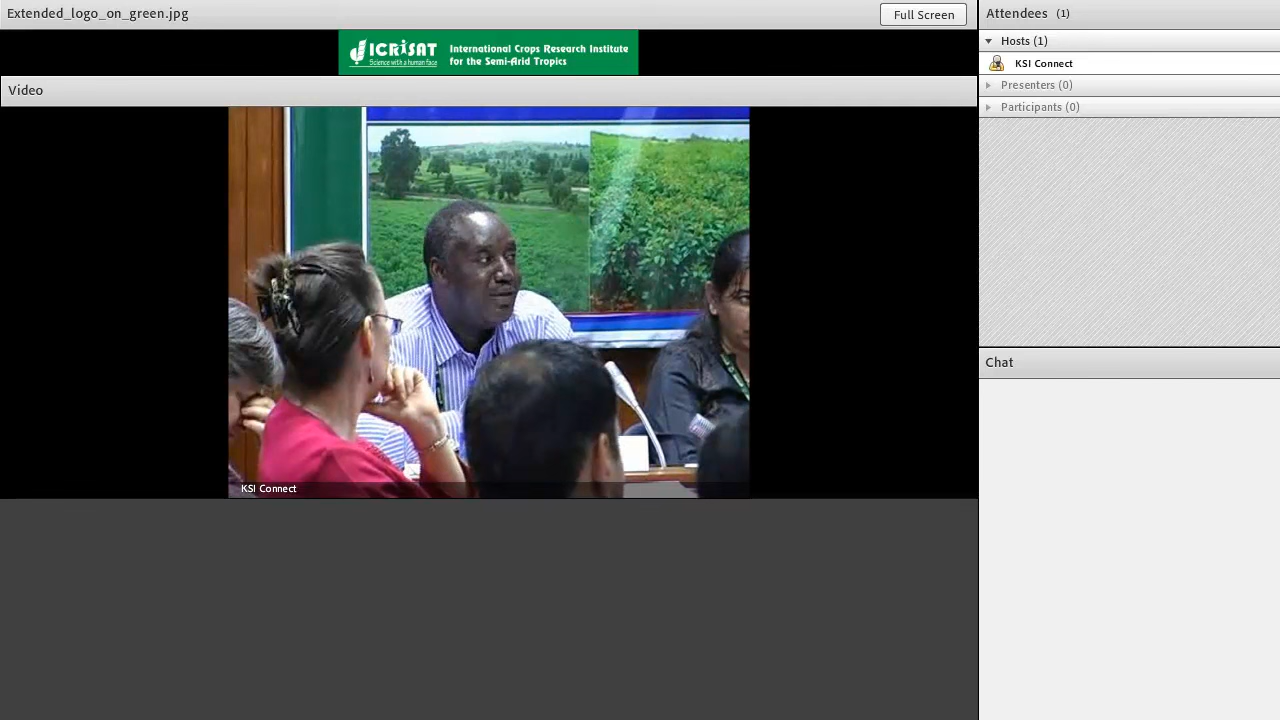 Extended_logo_on_green.jpg
Full Screen
ICRISAT
Science with a human face
International Crops Research Institute
for the Semi-Arid Tropics
Video
KSI Connect
Attendees (1)
Hosts (1)
KSI Connect
Presenters (0)
Participants (0)
Chat